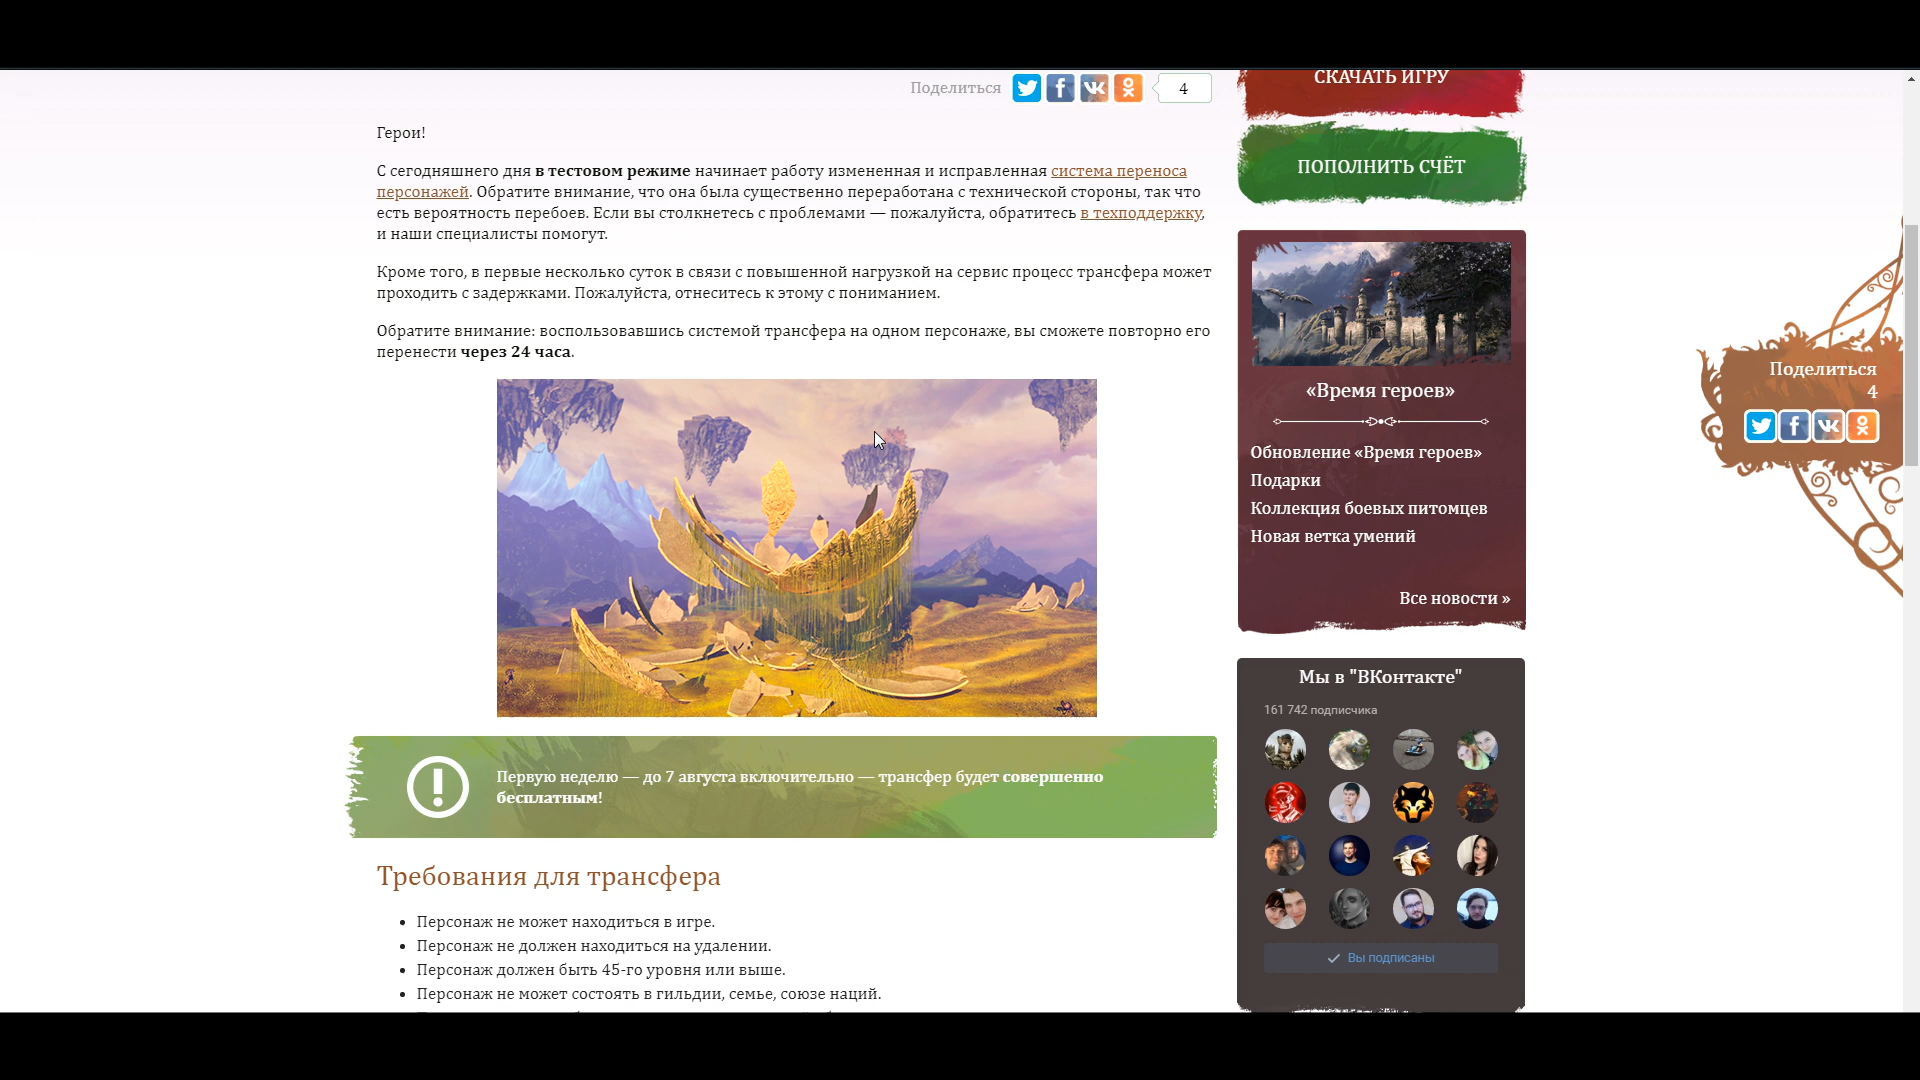 Поделиться 4
Герои!
С сегодняшнего дня в тестовом режиме начинает работу измененная и исправленная система переноса
персонажей. Обратите внимание, что она была существенно переработана с технической стороны, так что
есть вероятность перебоев. Если вы столкнетесь с проблемами — пожалуйста, обратитесь в техподдержку,
и наши специалисты помогут.
Кроме того, в первые несколько суток в связи с повышенной нагрузкой на сервис процесс трансфера может
проходить с задержками. Пожалуйста, отнеситесь к этому с пониманием.
Обратите внимание: воспользовавшись системой трансфера на одном персонаже, вы сможете повторно его
перенести через 24 часа.
Первую неделю — до 7 августа включительно — трансфер будет совершенно
бесплатным!
Требования для трансфера
• Персонаж не может находиться в игре.
• Персонаж не должен находиться на удалении.
• Персонаж должен быть 45-го уровня или выше.
• Персонаж не может состоять в гильдии, семье, союзе наций.
СКАЧАТЬ ИГРУ
ПОПОЛНИТЬ СЧЁТ
«Время героев»
Обновление «Время героев»
Подарки
Коллекция боевых питомцев
Новая ветка умений
Все новости »
Мы в "ВКонтакте"
161 742 подписчика
Вы подписаны
Поделиться
4